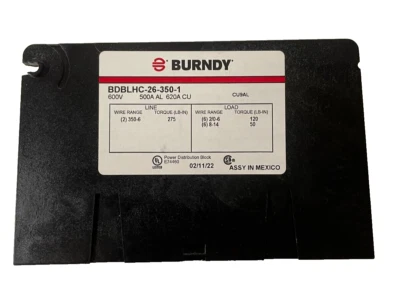 BURNDY®
BDBLHC-26-350-1
600V 500A AL 620A CU CU9AL
LINE LOAD
WIRE RANGE TORQUE (LB-IN) WIRE RANGE TORQUE (LB-IN)
(2) 350-6 275 (6) 2/0-6 120
(6) 8-14 50
Power Distribution Block
02/11/22 ASSY IN MEXICO